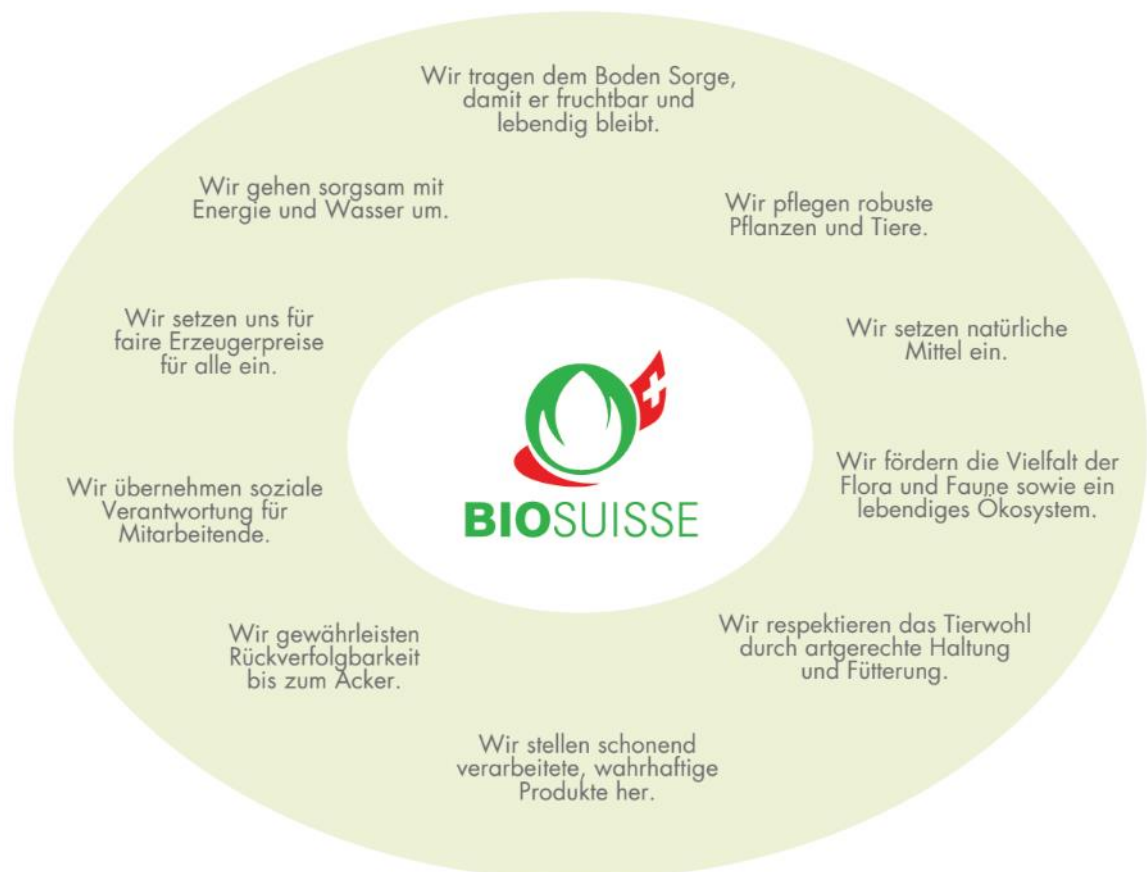 Wir tragen dem Boden Sorge,
damit er fruchtbar und
lebendig bleibt.
Wir pflegen robuste
Pflanzen und Tiere.
Wir setzen natürliche
Mittel ein.
Wir fördern die Vielfalt der
Flora und Faune sowie ein
lebendiges Ökosystem.
Wir respektieren das Tierwohl
durch artgerechte Haltung
und Fütterung.
Wir stellen schonend
verarbeitete, wahrhaftige
Produkte her.
Wir gewährleisten
Rückverfolgbarkeit
bis zum Acker.
Wir übernehmen soziale
Verantwortung für
Mitarbeitende.
Wir setzen uns für
faire Erzeugerpreise
für alle ein.
Wir gehen sorgsam mit
Energie und Wasser um.
BIOSUISSE